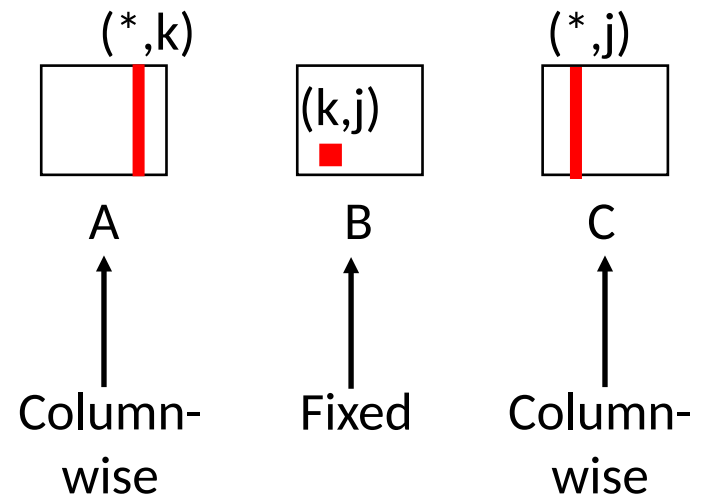 (*,k)
(*,j)
(k,j)
A
B
C
Column-
wise
Fixed
Column-
wise